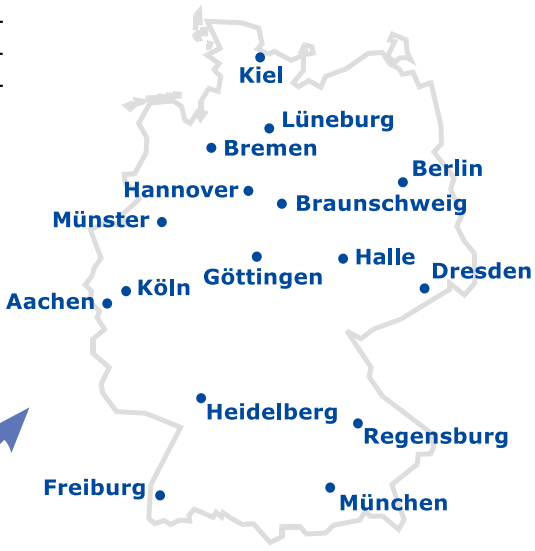 Kiel
Lüneburg
Bremen
Berlin
Hannover
Braunschweig
Münster
Halle
Göttingen
Dresden
Köln
Aachen
Heidelberg
Regensburg
Freiburg
München